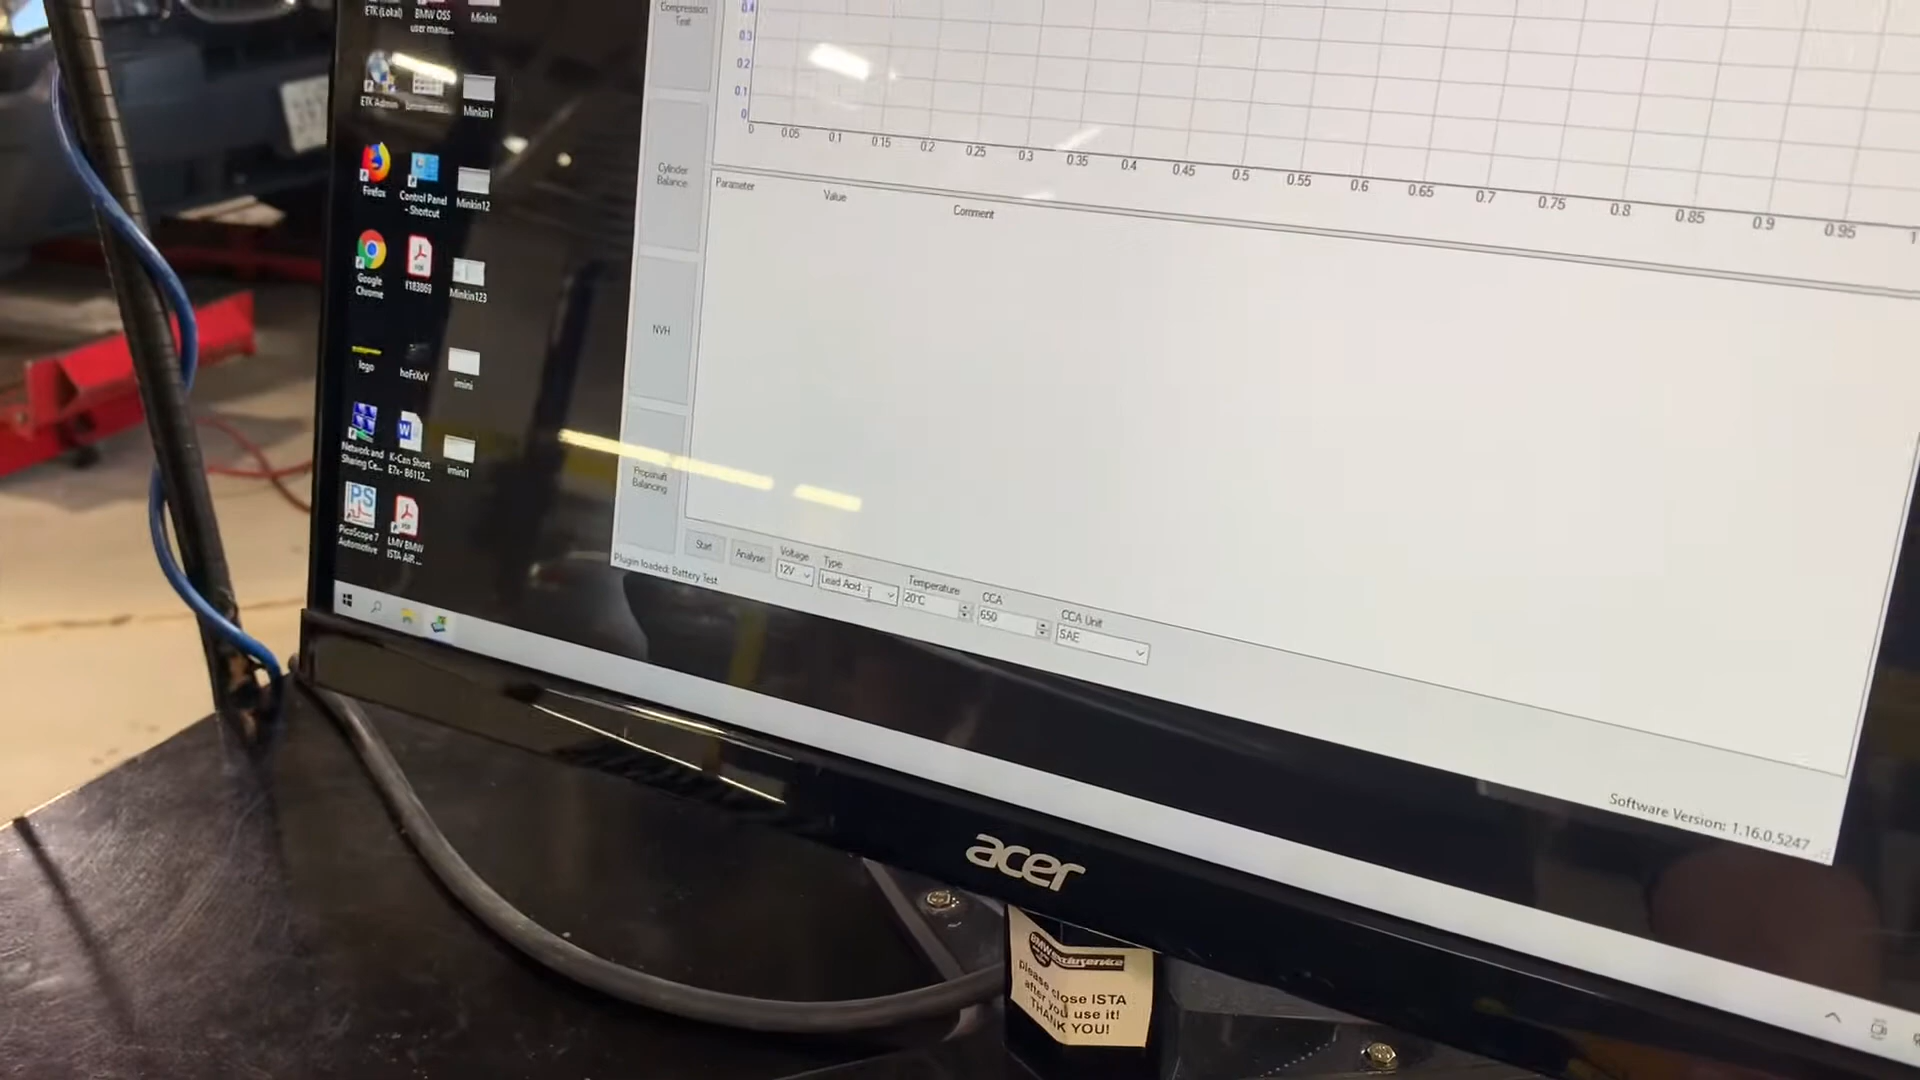 ETK (Lokal)
BMW OSS
user manu...
Minkin
ETK Admin
Minkin1
Firefox
Control Panel
- Shortcut
Minkin12
Google
Chrome
f183869
Minkin123
logo
hoFrXxY
imini
Network and
Sharing Ce...
K-Can Short
E7x- B6112...
imini1
PicoScope 7
Automotive
LMV BMW
ISTA AIR ...
Compression
Test
Cylinder
Balance
NVH
Propshaft
Balancing
0.4
0.3
0.2
0.1
0
0 0.05 0.1 0.15 0.2 0.25 0.3 0.35 0.4 0.45 0.5 0.55 0.6 0.65 0.7 0.75 0.8 0.85 0.9 0.95 1
Parameter Value Comment
Start
Analyse
Voltage
12V
Type
Lead Acid
Temperature
20°C
CCA
650
CCA Unit
SAE
Plugin loaded: Battery Test
Software Version: 1.16.0.5247
acer
please close ISTA
after you use it!
THANK YOU!